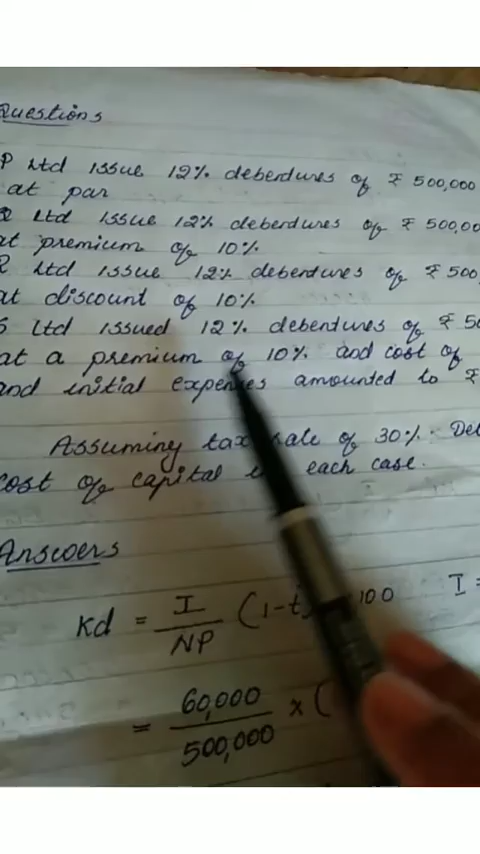 Questions
P Ltd issue 12% debentures of ₹ 500,000
at par
Ltd issue 12% debentures of ₹ 500,00
at premium of 10%
Ltd issue 12% debentures of ₹ 500,
at discount of 10%
S Ltd issued 12% debentures of ₹ 50
at a premium of 10% and cost of
and initial expenses amounted to ₹
Assuming tax rate of 30%. Det
cost of capital in each case.
Answers
Kd = I/NP (1-t) × 100 I =
= 60,000/500,000 × (